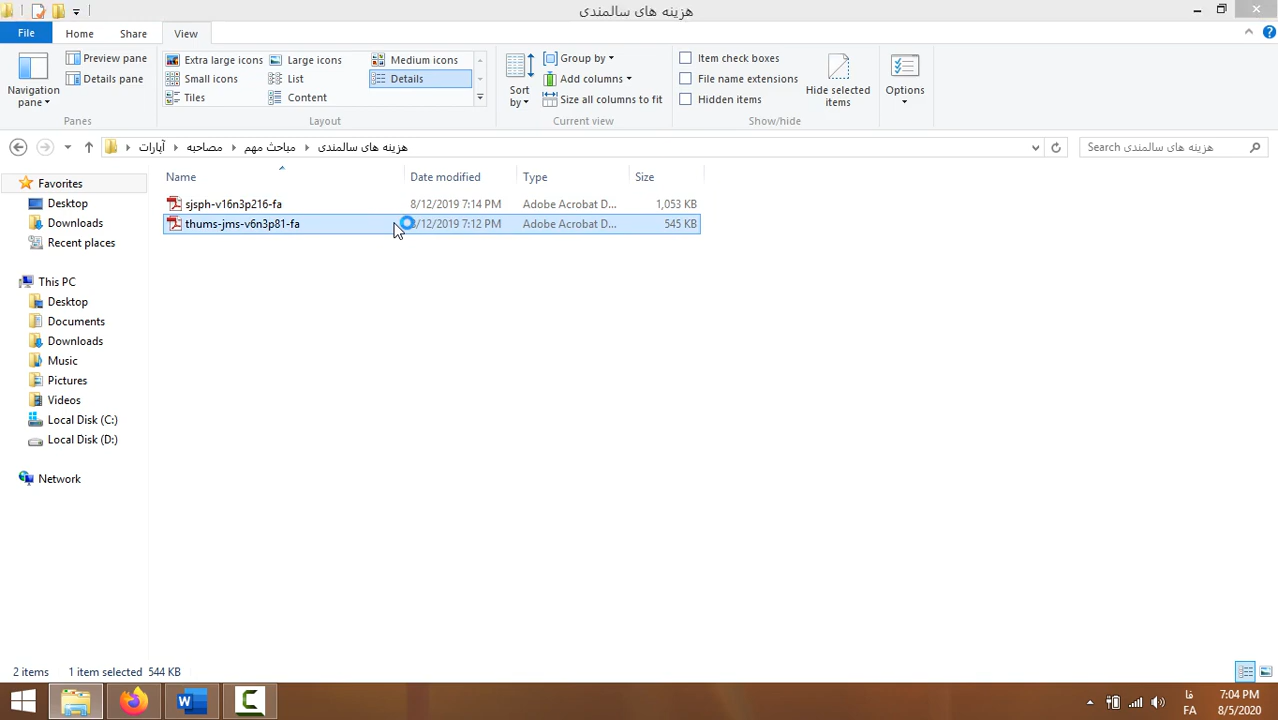 هزینه های سالمندی
File Home Share View
Navigation pane
Preview pane
Details pane
Panes
Extra large icons Large icons Medium icons
Small icons List Details
Tiles Content
Layout
Sort by
Group by
Add columns
Size all columns to fit
Current view
Item check boxes
File name extensions
Hidden items
Hide selected items
Show/hide
Options
آپارات مصاحبه مباحث مهم هزینه های سالمندی
Search هزینه های سالمندی
Name Date modified Type Size
sjsph-v16n3p216-fa 8/12/2019 7:14 PM Adobe Acrobat D... 1,053 KB
thums-jms-v6n3p81-fa /12/2019 7:12 PM Adobe Acrobat D... 545 KB
Favorites
Desktop
Downloads
Recent places
This PC
Desktop
Documents
Downloads
Music
Pictures
Videos
Local Disk (C:)
Local Disk (D:)
Network
2 items 1 item selected 544 KB
فا
FA
7:04 PM
8/5/2020